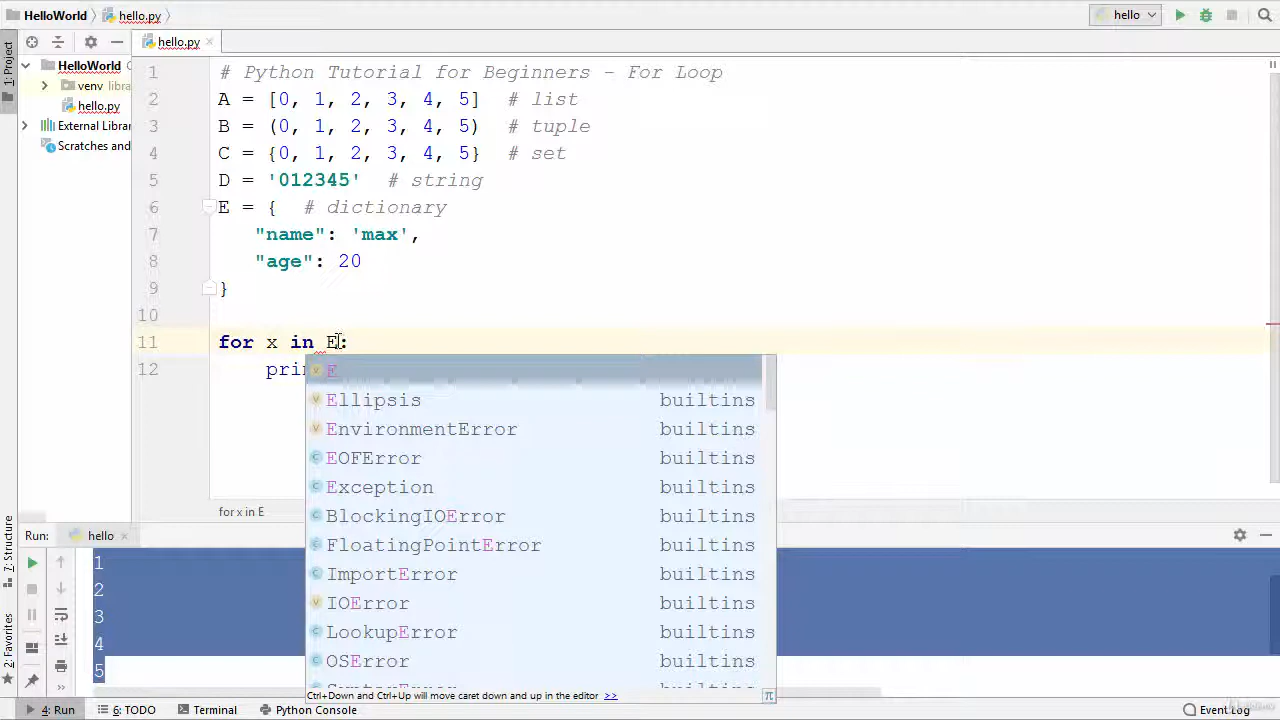 HelloWorld hello.py hello
1: Project hello.py
HelloWorld
venv libra
hello.py
External Librar
Scratches and
1 # Python Tutorial for Beginners - For Loop
2 A = [0, 1, 2, 3, 4, 5] # list
3 B = (0, 1, 2, 3, 4, 5) # tuple
4 C = {0, 1, 2, 3, 4, 5} # set
5 D = '012345' # string
6 E = { # dictionary
7 "name": 'max',
8 "age": 20
9 }
10
11 for x in E:
12 prin
E
Ellipsis builtins
EnvironmentError builtins
EOFError builtins
Exception builtins
BlockingIOError builtins
FloatingPointError builtins
ImportError builtins
IOError builtins
LookupError builtins
OSError builtins
Ctrl+Down and Ctrl+Up will move caret down and up in the editor >> π
for x in E
Run: hello
1
2
3
4
5
7: Structure
2: Favorites
4: Run 6: TODO Terminal Python Console Event Log